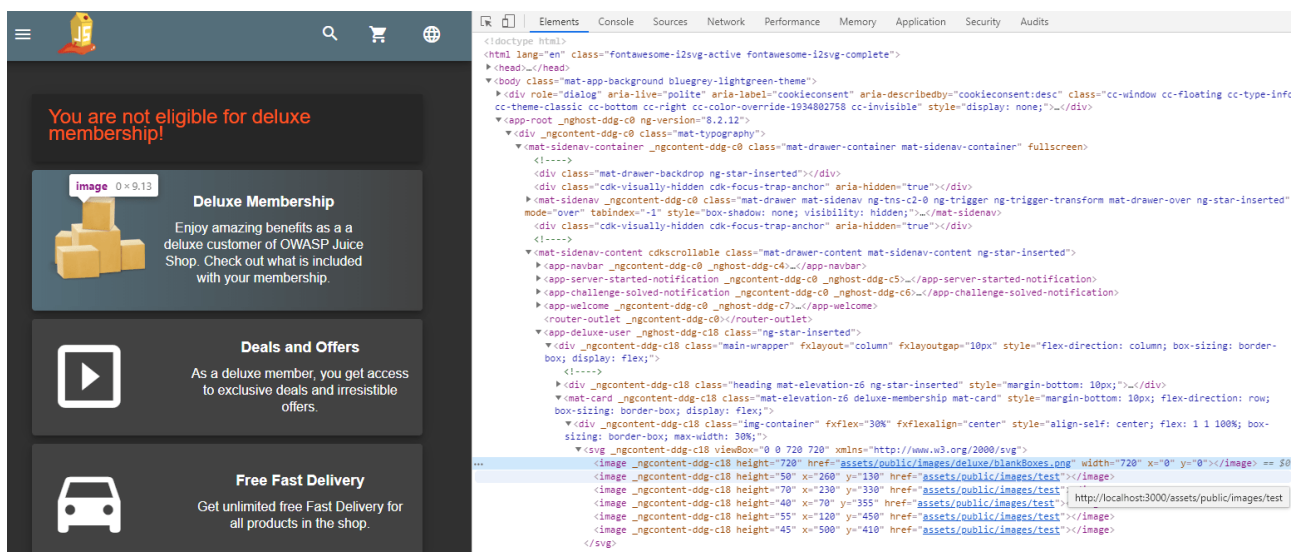 JS
You are not eligible for deluxe
membership!
image 0 × 9.13
Deluxe Membership
Enjoy amazing benefits as a a
deluxe customer of OWASP Juice
Shop. Check out what is included
with your membership.
Deals and Offers
As a deluxe member, you get access
to exclusive deals and irresistible
offers.
Free Fast Delivery
Get unlimited free Fast Delivery for
all products in the shop.
Elements Console Sources Network Performance Memory Application Security Audits
<!doctype html>
<html lang="en" class="fontawesome-i2svg-active fontawesome-i2svg-complete">
▶<head>…</head>
▼<body class="mat-app-background bluegrey-lightgreen-theme">
▶<div role="dialog" aria-live="polite" aria-label="cookieconsent" aria-describedby="cookieconsent:desc" class="cc-window cc-floating cc-type-info
cc-theme-classic cc-bottom cc-right cc-color-override-1934802758 cc-invisible" style="display: none;">…</div>
▼<app-root _nghost-ddg-c0 ng-version="8.2.12">
▼<div _ngcontent-ddg-c0 class="mat-typography">
▼<mat-sidenav-container _ngcontent-ddg-c0 class="mat-drawer-container mat-sidenav-container" fullscreen>
<!---->
<div class="mat-drawer-backdrop ng-star-inserted"></div>
<div class="cdk-visually-hidden cdk-focus-trap-anchor" aria-hidden="true"></div>
▶<mat-sidenav _ngcontent-ddg-c0 class="mat-drawer mat-sidenav ng-tns-c2-0 ng-trigger ng-trigger-transform mat-drawer-over ng-star-inserted"
mode="over" tabindex="-1" style="box-shadow: none; visibility: hidden;">…</mat-sidenav>
<div class="cdk-visually-hidden cdk-focus-trap-anchor" aria-hidden="true"></div>
<!---->
▼<mat-sidenav-content cdkscrollable class="mat-drawer-content mat-sidenav-content ng-star-inserted">
▶<app-navbar _ngcontent-ddg-c0 _nghost-ddg-c4>…</app-navbar>
▶<app-server-started-notification _ngcontent-ddg-c0 _nghost-ddg-c5>…</app-server-started-notification>
▶<app-challenge-solved-notification _ngcontent-ddg-c0 _nghost-ddg-c6>…</app-challenge-solved-notification>
▶<app-welcome _ngcontent-ddg-c0 _nghost-ddg-c7>…</app-welcome>
<router-outlet _ngcontent-ddg-c0></router-outlet>
▼<app-deluxe-user _nghost-ddg-c18 class="ng-star-inserted">
▼<div _ngcontent-ddg-c18 class="main-wrapper" fxlayout="column" fxlayoutgap="10px" style="flex-direction: column; box-sizing: border-
box; display: flex;">
<!---->
▶<div _ngcontent-ddg-c18 class="heading mat-elevation-z6 ng-star-inserted" style="margin-bottom: 10px;">…</div>
▼<mat-card _ngcontent-ddg-c18 class="mat-elevation-z6 deluxe-membership mat-card" style="margin-bottom: 10px; flex-direction: row;
box-sizing: border-box; display: flex;">
▼<div _ngcontent-ddg-c18 class="img-container" fxflex="30%" fxflexalign="center" style="align-self: center; flex: 1 1 100%; box-
sizing: border-box; max-width: 30%;">
▼<svg _ngcontent-ddg-c18 viewBox="0 0 720 720" xmlns="http://www.w3.org/2000/svg">
… <image _ngcontent-ddg-c18 height="720" href="assets/public/images/deluxe/blankBoxes.png" width="720" x="0" y="0"></image> == $0
<image _ngcontent-ddg-c18 height="50" x="260" y="130" href="assets/public/images/test"></image>
<image _ngcontent-ddg-c18 height="70" x="230" y="330" href="assets/public/images/test"></image>
<image _ngcontent-ddg-c18 height="40" x="70" y="355" href="assets/public/images/test"></image>
<image _ngcontent-ddg-c18 height="55" x="120" y="450" href="assets/public/images/test"></image>
<image _ngcontent-ddg-c18 height="45" x="500" y="410" href="assets/public/images/test"></image>
</svg>
http://localhost:3000/assets/public/images/test